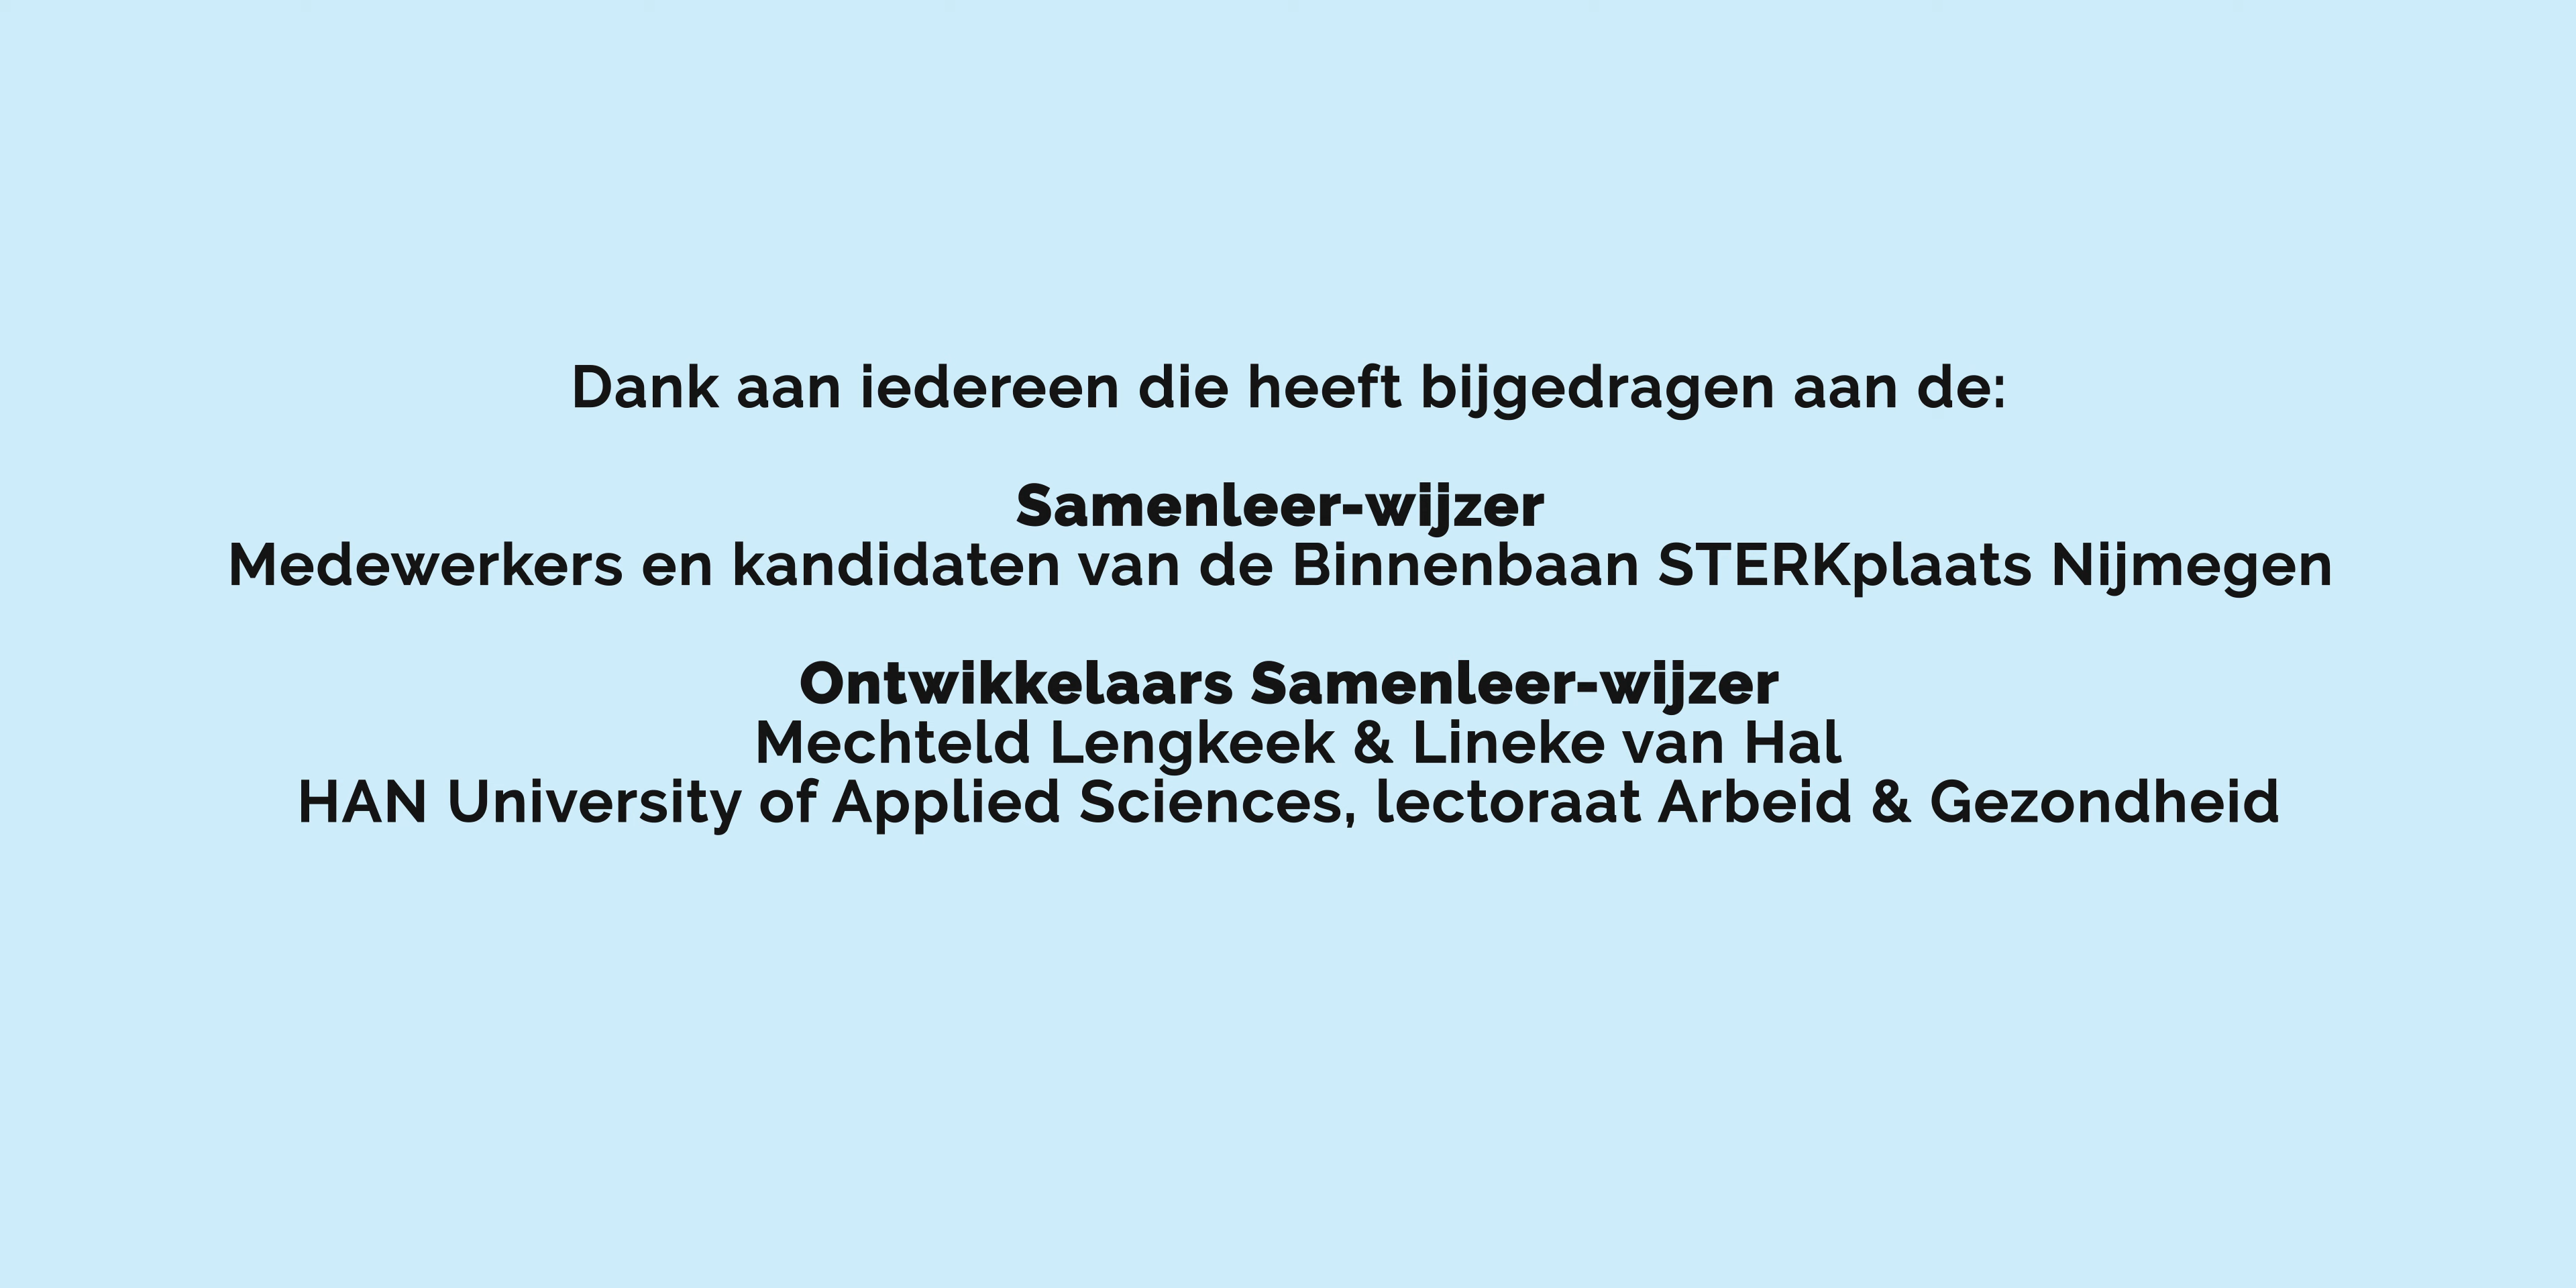 Dank aan iedereen die heeft bijgedragen aan de:
Samenleer-wijzer
Medewerkers en kandidaten van de Binnenbaan STERKplaats Nijmegen
Ontwikkelaars Samenleer-wijzer
Mechteld Lengkeek & Lineke van Hal
HAN University of Applied Sciences, lectoraat Arbeid & Gezondheid